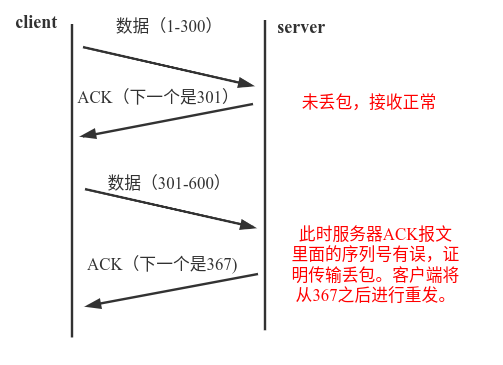 client
server
数据（1-300）
ACK（下一个是301）
未丢包，接收正常
数据（301-600）
ACK（下一个是367)
此时服务器ACK报文
里面的序列号有误，证
明传输丢包。客户端将
从367之后进行重发。